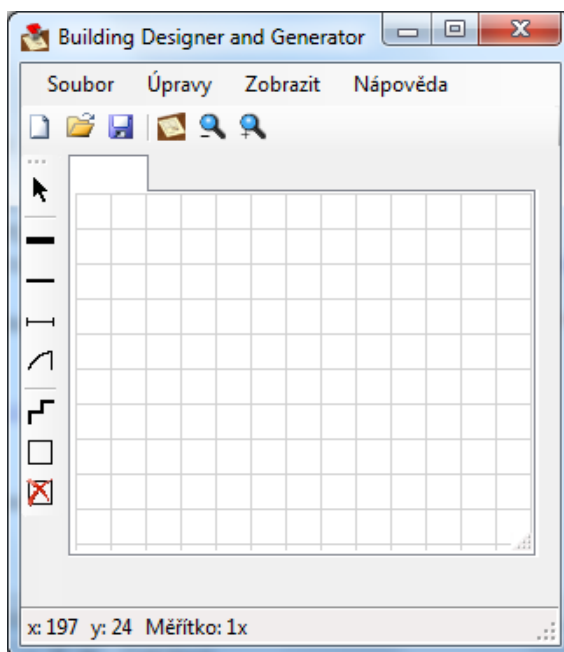 Building Designer and Generator
Soubor Úpravy Zobrazit Nápověda
x: 197 y: 24 Měřítko: 1x